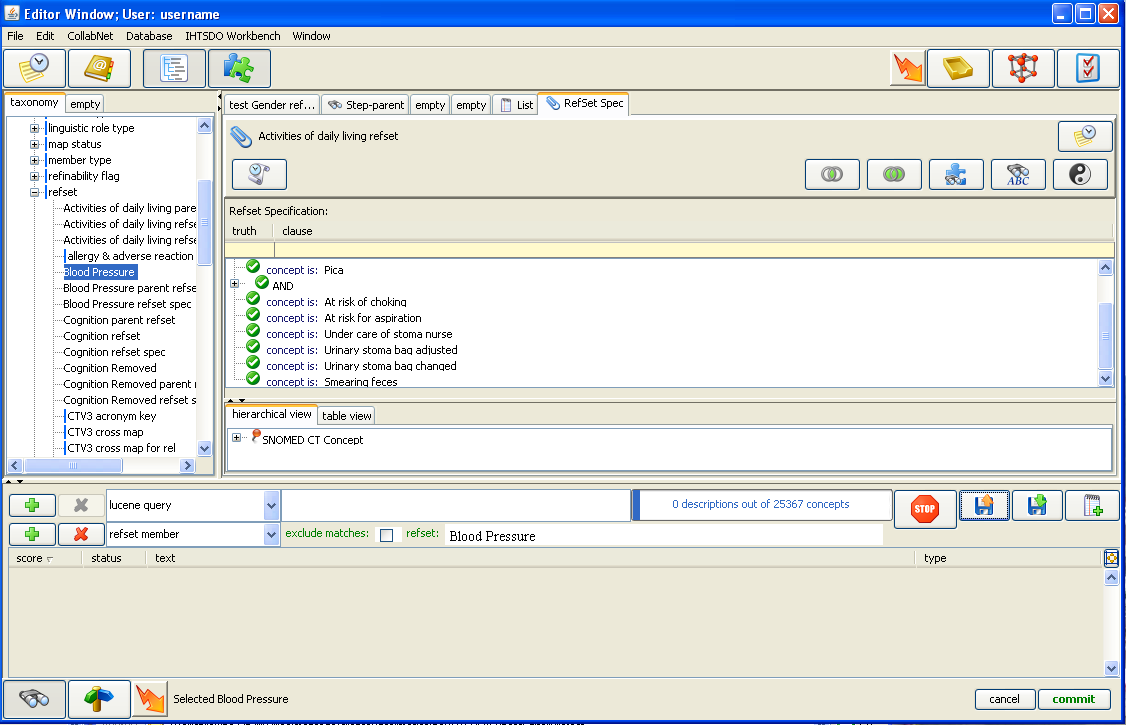 Editor Window; User: username
File Edit CollabNet Database IHTSDO Workbench Window
taxonomy empty
linguistic role type
map status
member type
refinability flag
refset
Activities of daily living pare
Activities of daily living refse
Activities of daily living refse
allergy & adverse reaction
Blood Pressure
Blood Pressure parent refse
Blood Pressure refset spec
Cognition parent refset
Cognition refset
Cognition refset spec
Cognition Removed
Cognition Removed parent r
Cognition Removed refset s
CTV3 acronym key
CTV3 cross map
CTV3 cross map for rel
test Gender ref... Step-parent empty empty List RefSet Spec
Activities of daily living refset
ABC
Refset Specification:
truth clause
concept is: Pica
AND
concept is: At risk of choking
concept is: At risk for aspiration
concept is: Under care of stoma nurse
concept is: Urinary stoma bag adjusted
concept is: Urinary stoma bag changed
concept is: Smearing feces
hierarchical view table view
SNOMED CT Concept
lucene query 0 descriptions out of 25367 concepts STOP
refset member exclude matches: refset: Blood Pressure
score status text type
Selected Blood Pressure cancel commit